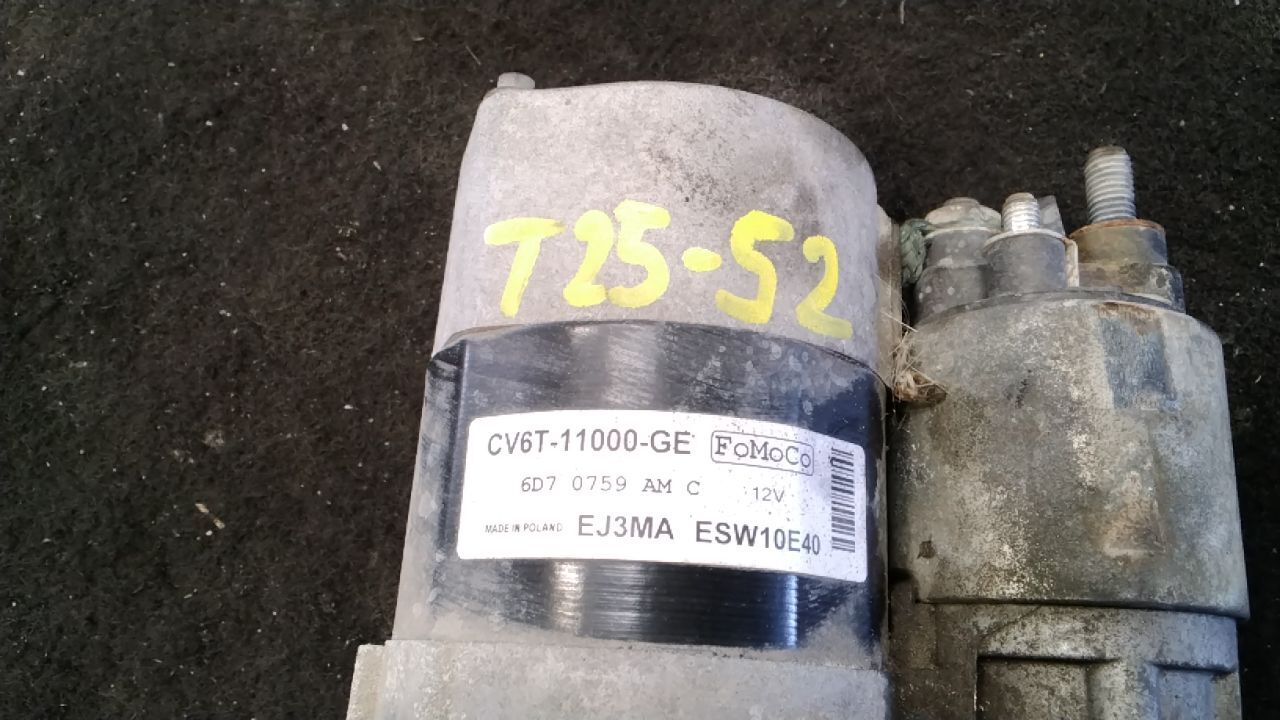 T25-52
CV6T-11000-GE FoMoCo
6D7 0759 AM C 12V
MADE IN POLAND EJ3MA ESW10E40